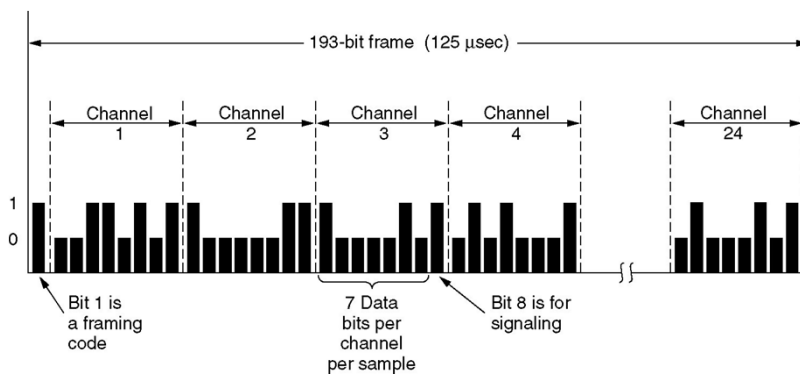 193-bit frame (125 μsec)
Channel
1
Channel
2
Channel
3
Channel
4
Channel
24
1
0
Bit 1 is
a framing
code
7 Data
bits per
channel
per sample
Bit 8 is for
signaling